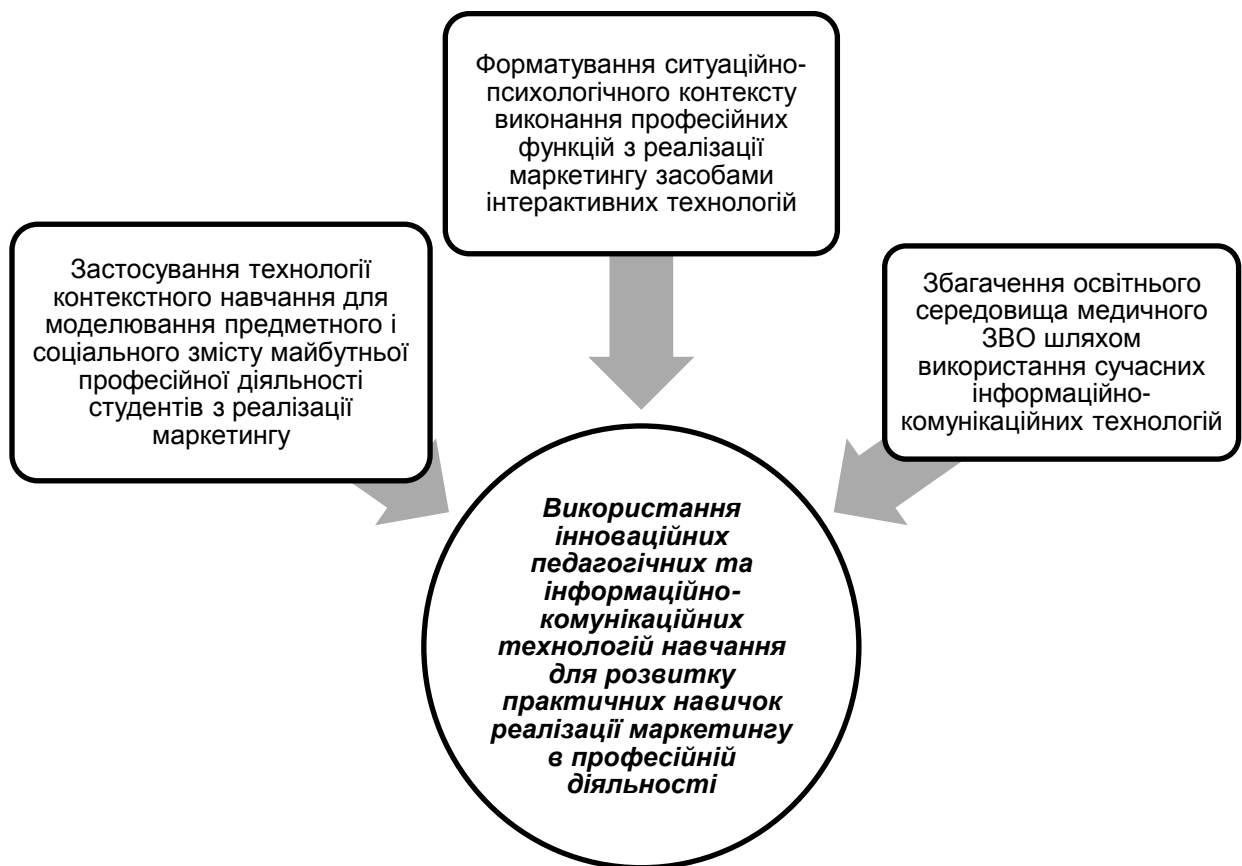 Форматування ситуаційно-
психологічного контексту
виконання професійних
функцій з реалізації
маркетингу засобами
інтерактивних технологій
Застосування технології
контекстного навчання для
моделювання предметного і
соціального змісту майбутньої
професійної діяльності
студентів з реалізації
маркетингу
Збагачення освітнього
середовища медичного
ЗВО шляхом
використання сучасних
інформаційно-
комунікаційних технологій
Використання
інноваційних
педагогічних та
інформаційно-
комунікаційних
технологій навчання
для розвитку
практичних навичок
реалізації маркетингу
в професійній
діяльності